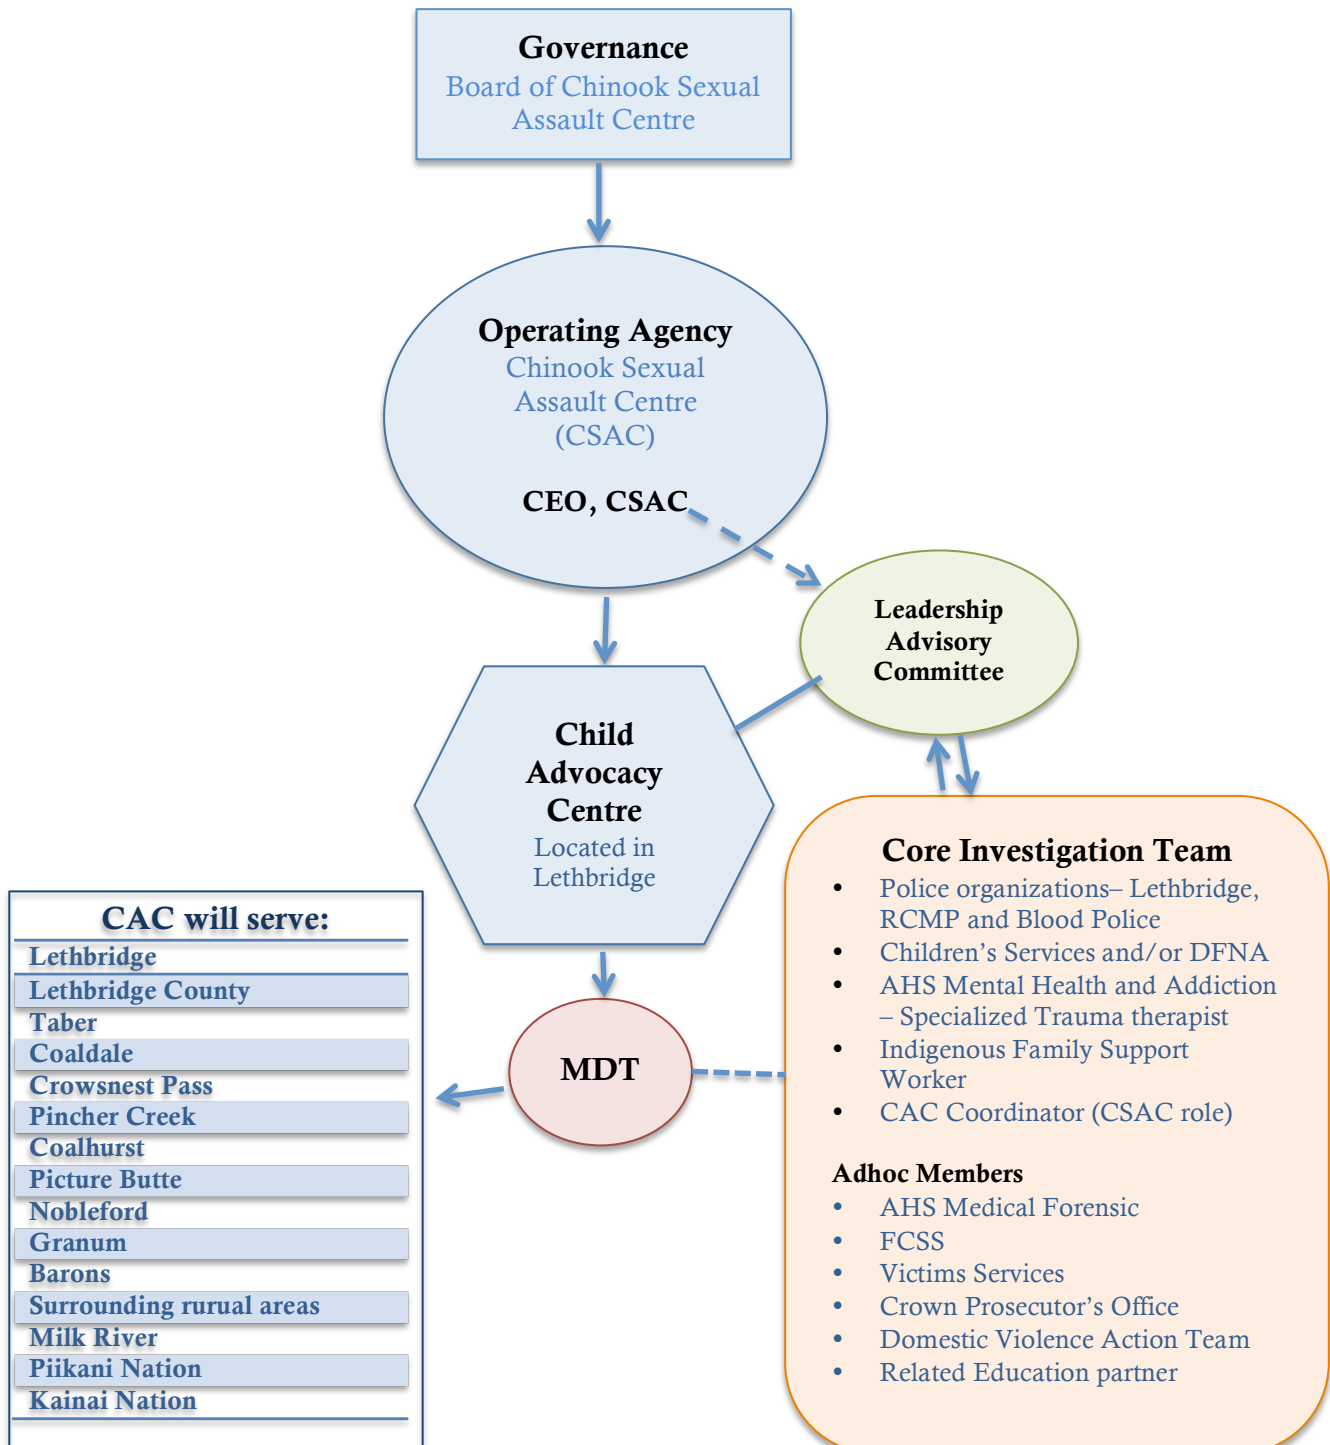 Governance
Board of Chinook Sexual
Assault Centre
Operating Agency
Chinook Sexual
Assault Centre
(CSAC)
CEO, CSAC
Leadership
Advisory
Committee
Child
Advocacy
Centre
Located in
Lethbridge
MDT
CAC will serve:
Lethbridge
Lethbridge County
Taber
Coaldale
Crowsnest Pass
Pincher Creek
Coalhurst
Picture Butte
Nobleford
Granum
Barons
Surrounding rurual areas
Milk River
Piikani Nation
Kainai Nation
Core Investigation Team
• Police organizations– Lethbridge,
RCMP and Blood Police
• Children's Services and/or DFNA
• AHS Mental Health and Addiction
– Specialized Trauma therapist
• Indigenous Family Support
Worker
• CAC Coordinator (CSAC role)
Adhoc Members
• AHS Medical Forensic
• FCSS
• Victims Services
• Crown Prosecutor's Office
• Domestic Violence Action Team
• Related Education partner